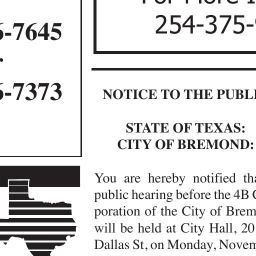 6-7645
6-7373
For More I
254-375-
NOTICE TO THE PUBLI
STATE OF TEXAS:
CITY OF BREMOND:
You are hereby notified tha
public hearing before the 4B C
poration of the City of Brem
will be held at City Hall, 20
Dallas St, on Monday, Novem